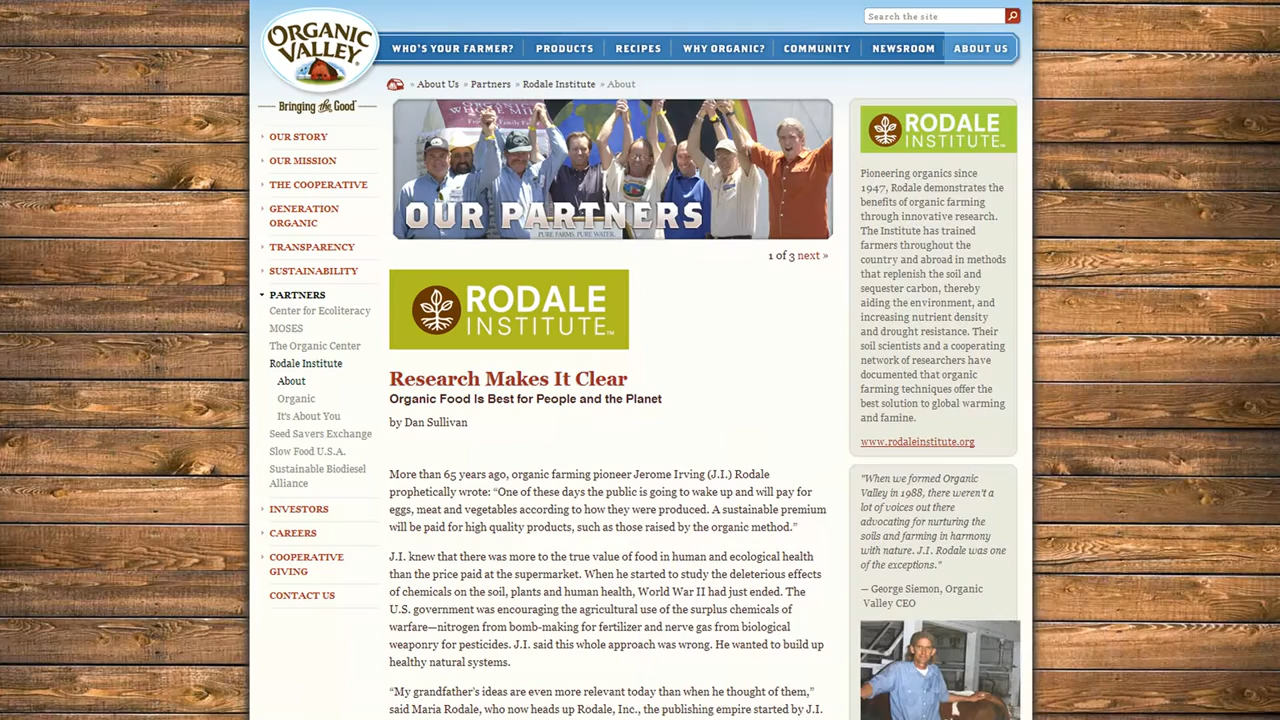 ORGANIC
VALLEY
Bringing the Good
Search the site
WHO'S YOUR FARMER?
PRODUCTS
RECIPES
WHY ORGANIC?
COMMUNITY
NEWSROOM
ABOUT US
» About Us » Partners » Rodale Institute » About
OUR STORY
OUR MISSION
THE COOPERATIVE
GENERATION
ORGANIC
TRANSPARENCY
SUSTAINABILITY
PARTNERS
Center for Ecoliteracy
MOSES
The Organic Center
Rodale Institute
About
Organic
It's About You
Seed Savers Exchange
Slow Food U.S.A.
Sustainable Biodiesel
Alliance
INVESTORS
CAREERS
COOPERATIVE
GIVING
CONTACT US
OUR PARTNERS
PURE FARMS. PURE WATER.
1 of 3 next »
RODALE
INSTITUTE™
Research Makes It Clear
Organic Food Is Best for People and the Planet
by Dan Sullivan
More than 65 years ago, organic farming pioneer Jerome Irving (J.I.) Rodale
prophetically wrote: “One of these days the public is going to wake up and will pay for
eggs, meat and vegetables according to how they were produced. A sustainable premium
will be paid for high quality products, such as those raised by the organic method.”
J.I. knew that there was more to the true value of food in human and ecological health
than the price paid at the supermarket. When he started to study the deleterious effects
of chemicals on the soil, plants and human health, World War II had just ended. The
U.S. government was encouraging the agricultural use of the surplus chemicals of
warfare—nitrogen from bomb-making for fertilizer and nerve gas from biological
weaponry for pesticides. J.I. said this whole approach was wrong. He wanted to build up
healthy natural systems.
“My grandfather’s ideas are even more relevant today than when he thought of them,”
said Maria Rodale, who now heads up Rodale, Inc., the publishing empire started by J.I.
RODALE
INSTITUTE™
Pioneering organics since
1947, Rodale demonstrates the
benefits of organic farming
through innovative research.
The Institute has trained
farmers throughout the
country and abroad in methods
that replenish the soil and
sequester carbon, thereby
aiding the environment, and
increasing nutrient density
and drought resistance. Their
soil scientists and a cooperating
network of researchers have
documented that organic
farming techniques offer the
best solution to global warming
and famine.
www.rodaleinstitute.org
"When we formed Organic
Valley in 1988, there weren't a
lot of voices out there
advocating for nurturing the
soils and farming in harmony
with nature. J.I. Rodale was one
of the exceptions."
— George Siemon, Organic
Valley CEO